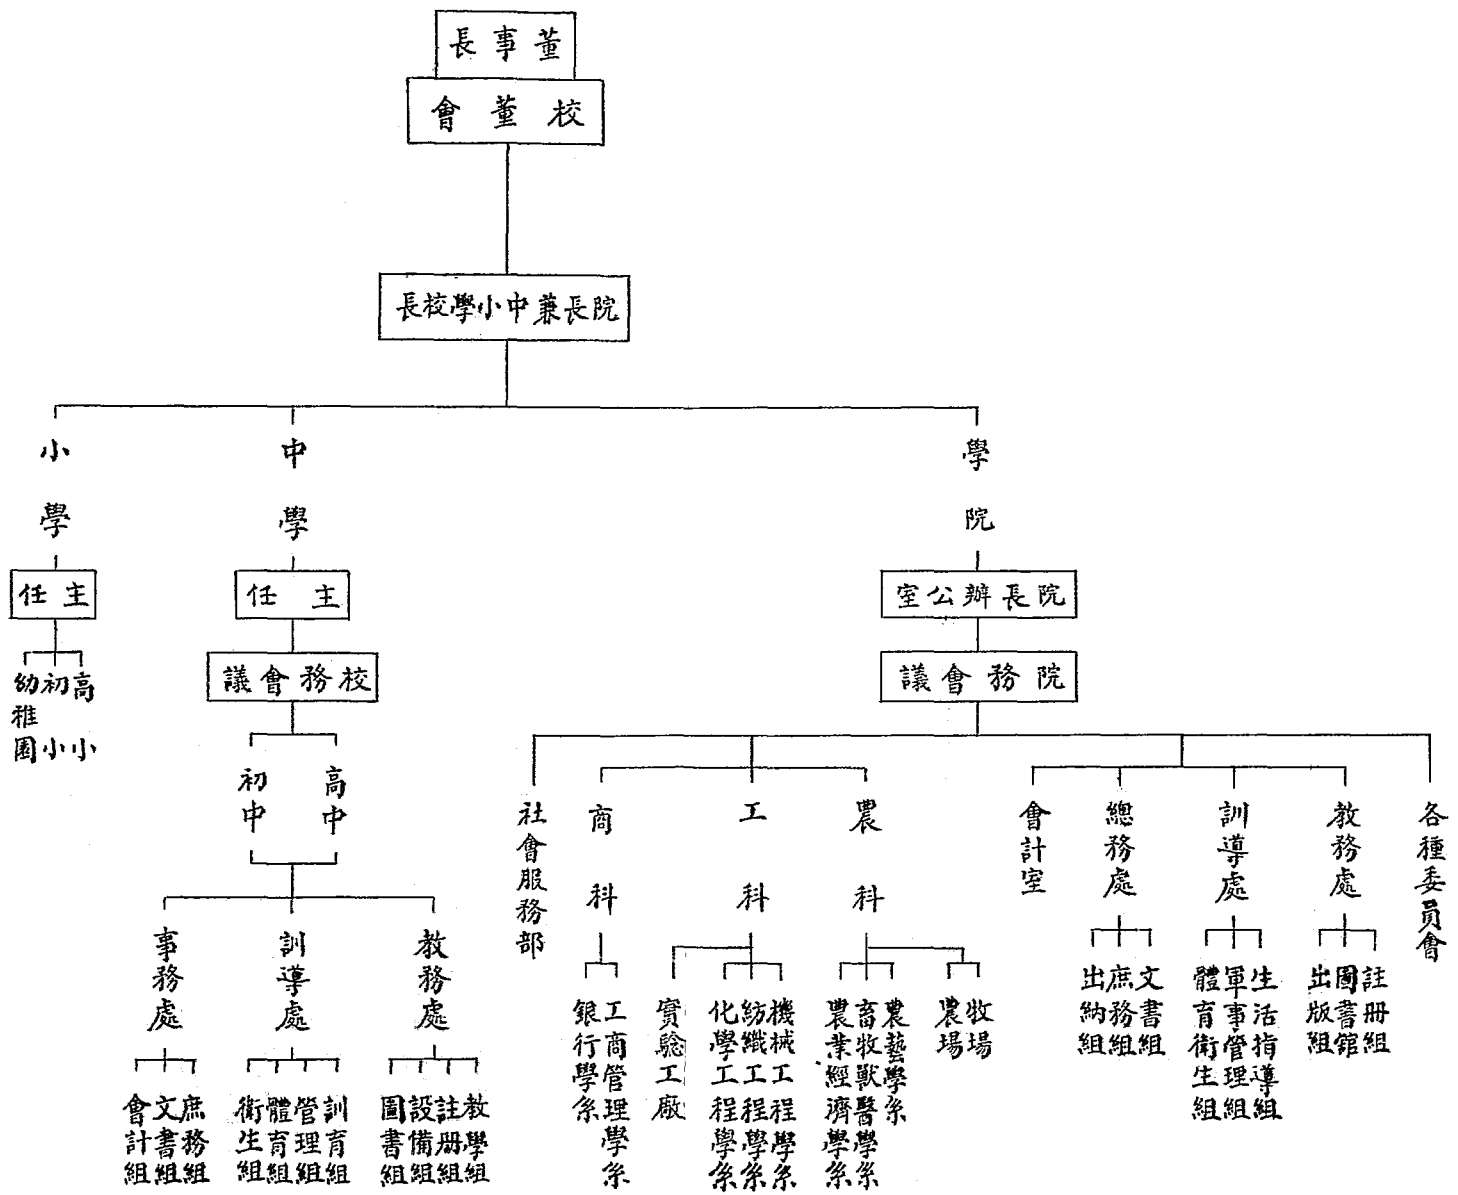 董事長
校董會
院長兼中小學校長
學院
中學
小學
院長辦公室
主任
主任
院務會議
校務會議
高小
初小
幼稚園
高中
初中
各種委員會
教務處
訓導處
總務處
會計室
農科
工科
商科
社會服務部
教務處
訓導處
事務處
註冊組
圖書館
出版組
生活指導組
軍事管理組
體育衛生組
文書組
庶務組
出納組
牧場
農場
農藝學系
畜牧獸醫學系
農業經濟學系
機械工程學系
紡織工程學系
化學工程學系
實驗工廠
工商管理學系
銀行學系
教學組
註冊組
設備組
圖書組
訓育組
管理組
體育組
衛生組
庶務組
文書組
會計組